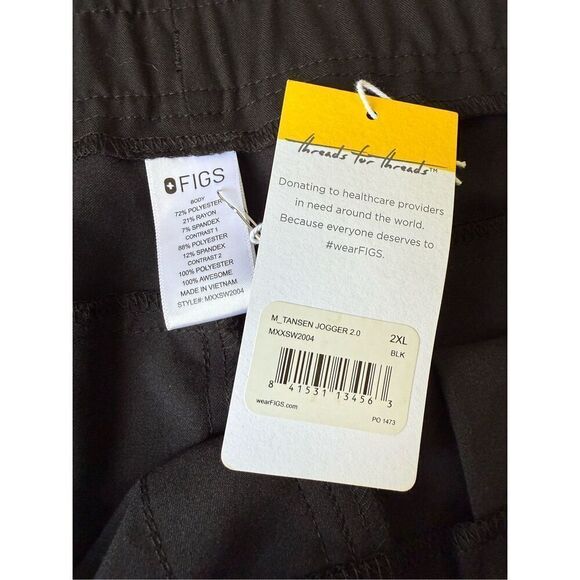 FIGS
BODY
72% POLYESTER
21% RAYON
7% SPANDEX
CONTRAST 1
88% POLYESTER
12% SPANDEX
CONTRAST 2
100% POLYESTER
100% AWESOME
MADE IN VIETNAM
STYLE#: MXXSW2004
threads for threads™
Donating to healthcare providers
in need around the world.
Because everyone deserves to
#wearFIGS.
M_TANSEN JOGGER 2.0 2XL
MXXSW2004 BLK
8 41531 13456 3
wearFIGS.com PO 1473